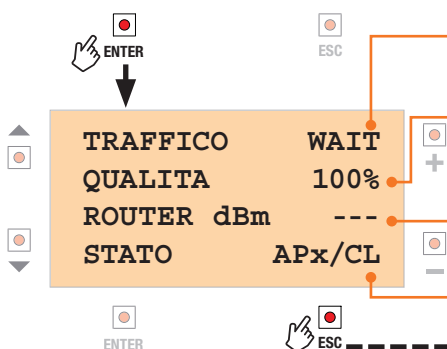 ENTER
ESC
TRAFFICO WAIT
QUALITA 100%
ROUTER dBm ---
STATO APx/CL
+
−
ENTER
ESC